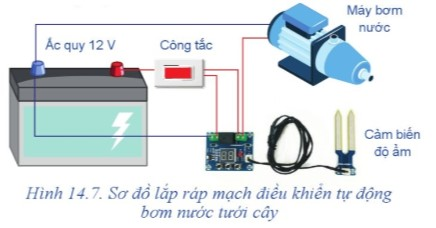 Máy bơm
nước
Ắc quy 12 V
Công tắc
Cảm biến
độ ẩm
Hình 14.7. Sơ đồ lắp ráp mạch điều khiển tự động
bơm nước tưới cây